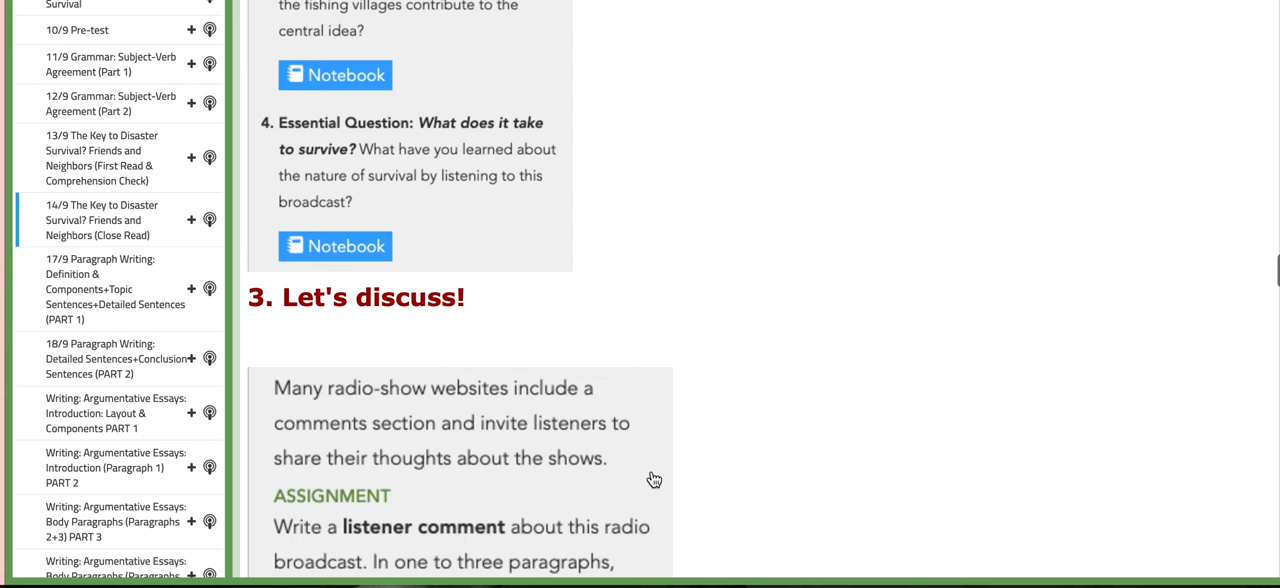 Survival
10/9 Pre-test
11/9 Grammar: Subject-Verb
Agreement (Part 1)
12/9 Grammar: Subject-Verb
Agreement (Part 2)
13/9 The Key to Disaster
Survival? Friends and
Neighbors (First Read &
Comprehension Check)
14/9 The Key to Disaster
Survival? Friends and
Neighbors (Close Read)
17/9 Paragraph Writing:
Definition &
Components+Topic
Sentences+Detailed Sentences
(PART 1)
18/9 Paragraph Writing:
Detailed Sentences+Conclusion
Sentences (PART 2)
Writing: Argumentative Essays:
Introduction: Layout &
Components PART 1
Writing: Argumentative Essays:
Introduction (Paragraph 1)
PART 2
Writing: Argumentative Essays:
Body Paragraphs (Paragraphs
2+3) PART 3
Writing: Argumentative Essays:
Body Paragraphs (Paragraphs
the fishing villages contribute to the
central idea?
Notebook
4. Essential Question: What does it take
to survive? What have you learned about
the nature of survival by listening to this
broadcast?
Notebook
3. Let's discuss!
Many radio-show websites include a
comments section and invite listeners to
share their thoughts about the shows.
ASSIGNMENT
Write a listener comment about this radio
broadcast. In one to three paragraphs,